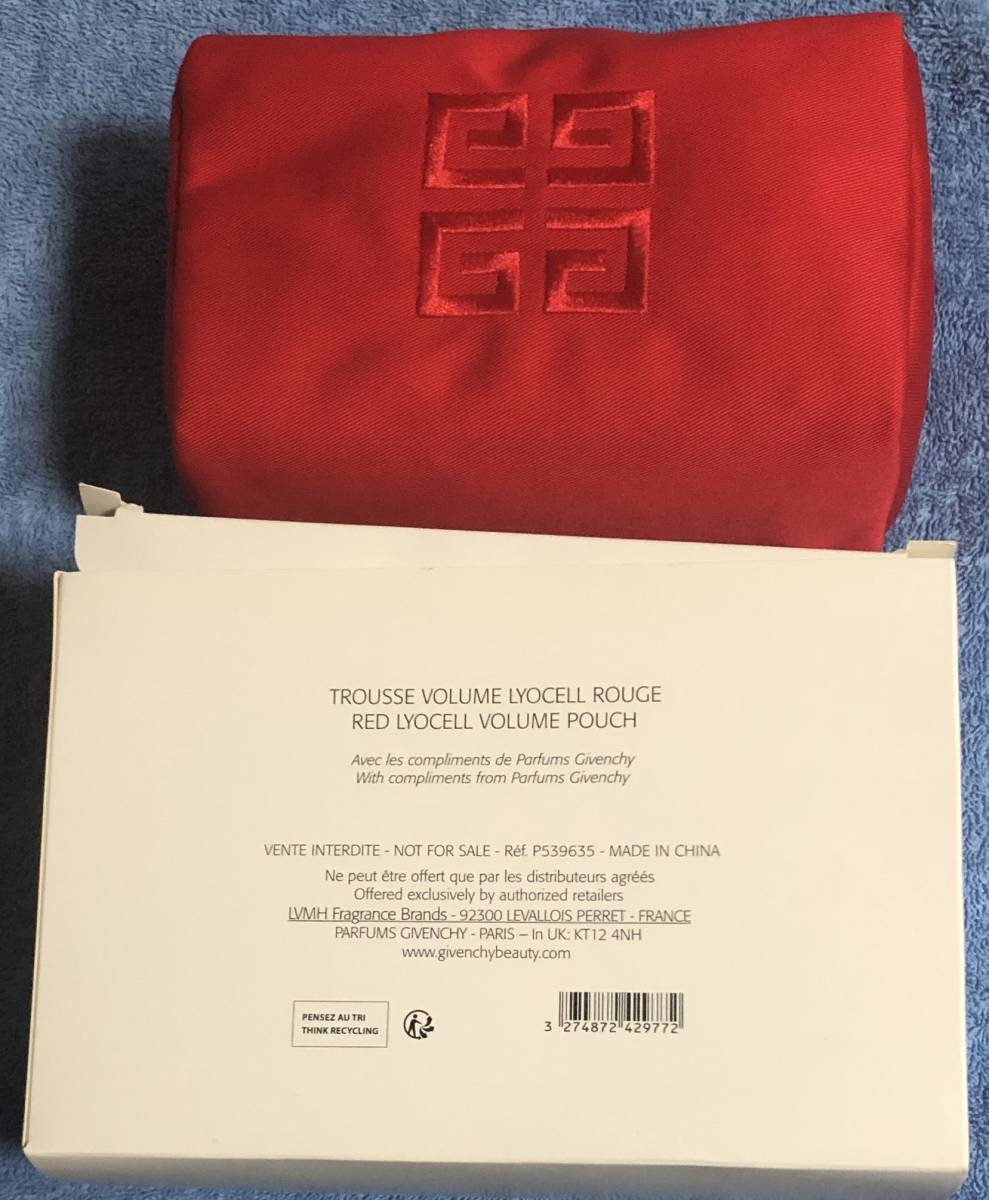 TROUSSE VOLUME LYOCELL ROUGE
RED LYOCELL VOLUME POUCH
Avec les compliments de Parfums Givenchy
With compliments from Parfums Givenchy
VENTE INTERDITE - NOT FOR SALE - Réf. P539635 - MADE IN CHINA
Ne peut être offert que par les distributeurs agréés
Offered exclusively by authorized retailers
LVMH Fragrance Brands - 92300 LEVALLOIS PERRET - FRANCE
PARFUMS GIVENCHY - PARIS – In UK: KT12 4NH
www.givenchybeauty.com
PENSEZ AU TRI
THINK RECYCLING
3 274872 429772